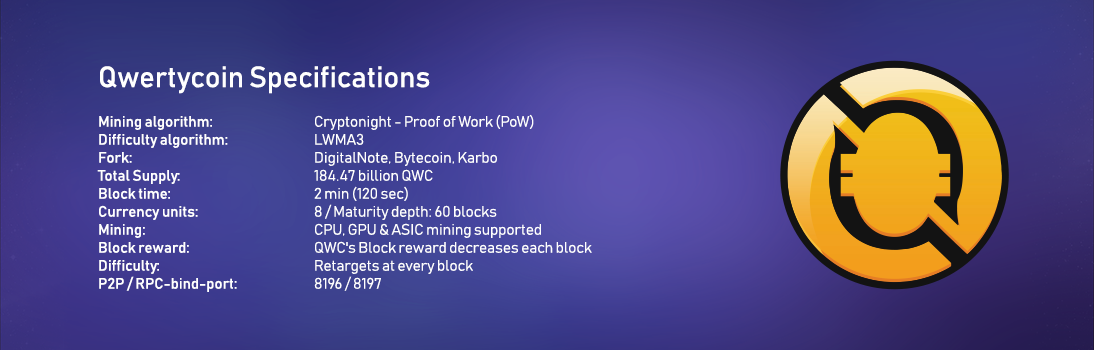 Qwertycoin Specifications
Mining algorithm: Cryptonight - Proof of Work (PoW)
Difficulty algorithm: LWMA3
Fork: DigitalNote, Bytecoin, Karbo
Total Supply: 184.47 billion QWC
Block time: 2 min (120 sec)
Currency units: 8 / Maturity depth: 60 blocks
Mining: CPU, GPU & ASIC mining supported
Block reward: QWC's Block reward decreases each block
Difficulty: Retargets at every block
P2P / RPC-bind-port: 8196 / 8197